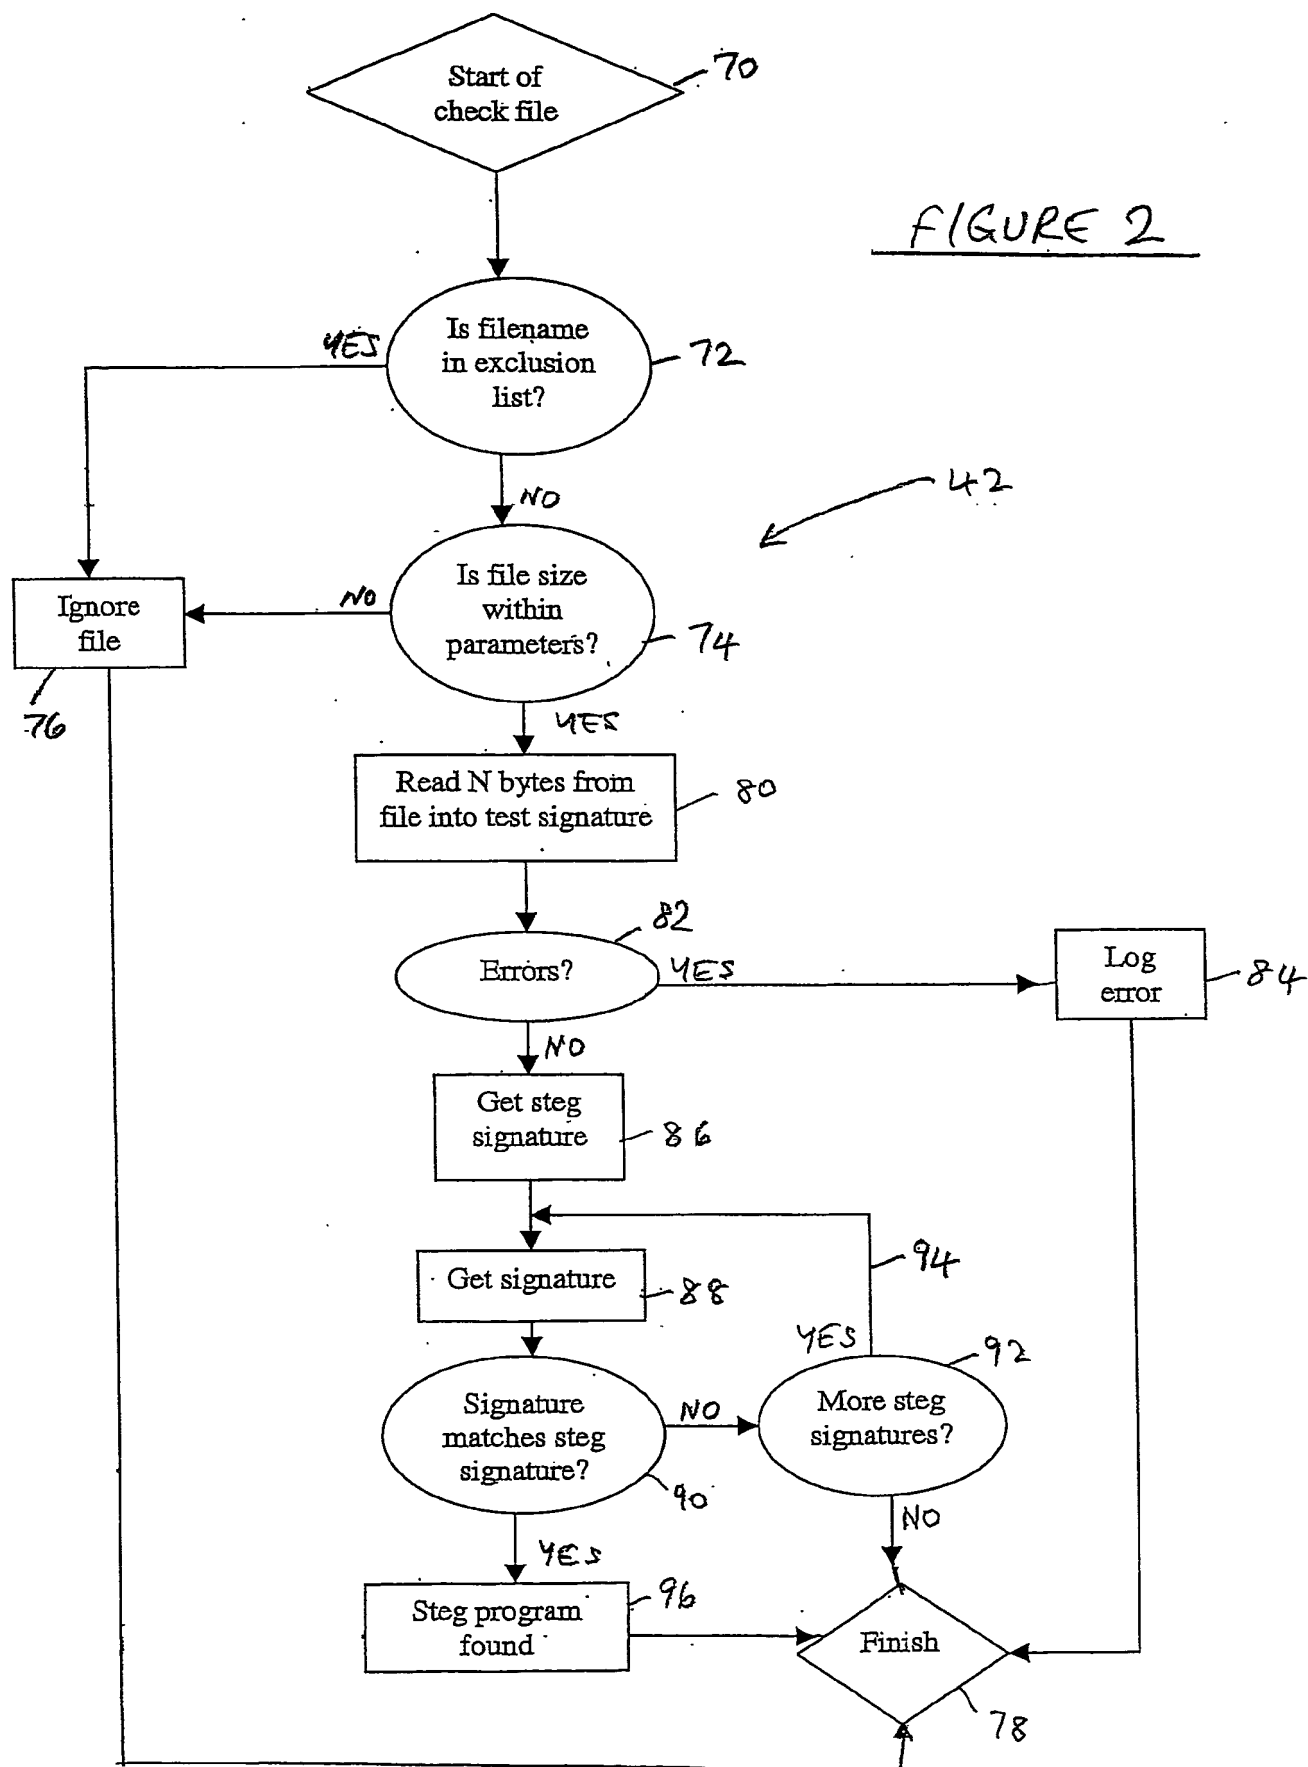 Start of
check file
70
FIGURE 2
YES
Is filename
in exclusion
list?
72
NO
42
Ignore
file
76
NO
Is file size
within
parameters?
74
YES
Read N bytes from
file into test signature
80
82
Errors?
YES
Log
error
84
NO
Get steg
signature
86
94
Get signature
88
YES
92
Signature
matches steg
signature?
90
NO
More steg
signatures?
NO
YES
Steg program
found
96
Finish
78